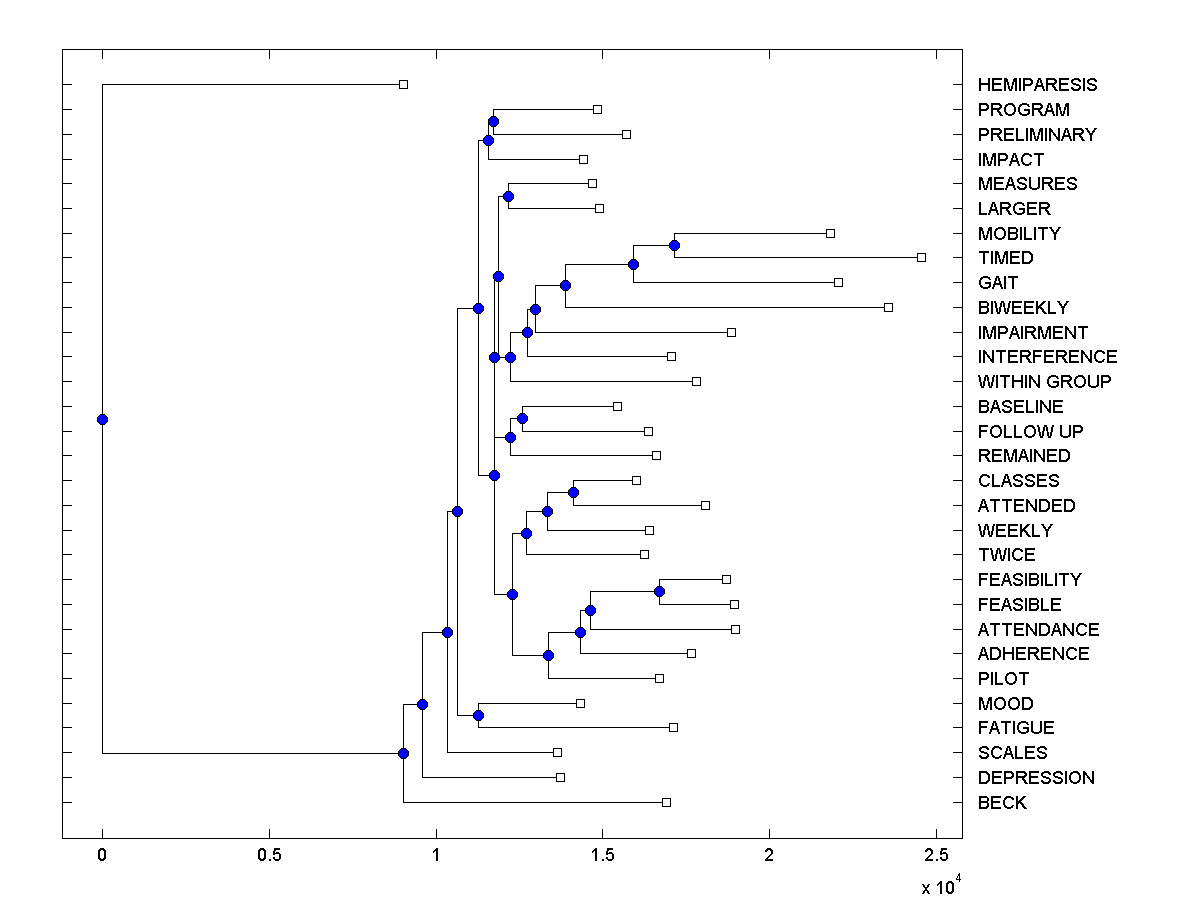 HEMIPARESIS
PROGRAM
PRELIMINARY
IMPACT
MEASURES
LARGER
MOBILITY
TIMED
GAIT
BIWEEKLY
IMPAIRMENT
INTERFERENCE
WITHIN GROUP
BASELINE
FOLLOW UP
REMAINED
CLASSES
ATTENDED
WEEKLY
TWICE
FEASIBILITY
FEASIBLE
ATTENDANCE
ADHERENCE
PILOT
MOOD
FATIGUE
SCALES
DEPRESSION
BECK
0 0.5 1 1.5 2 2.5
x 10^4